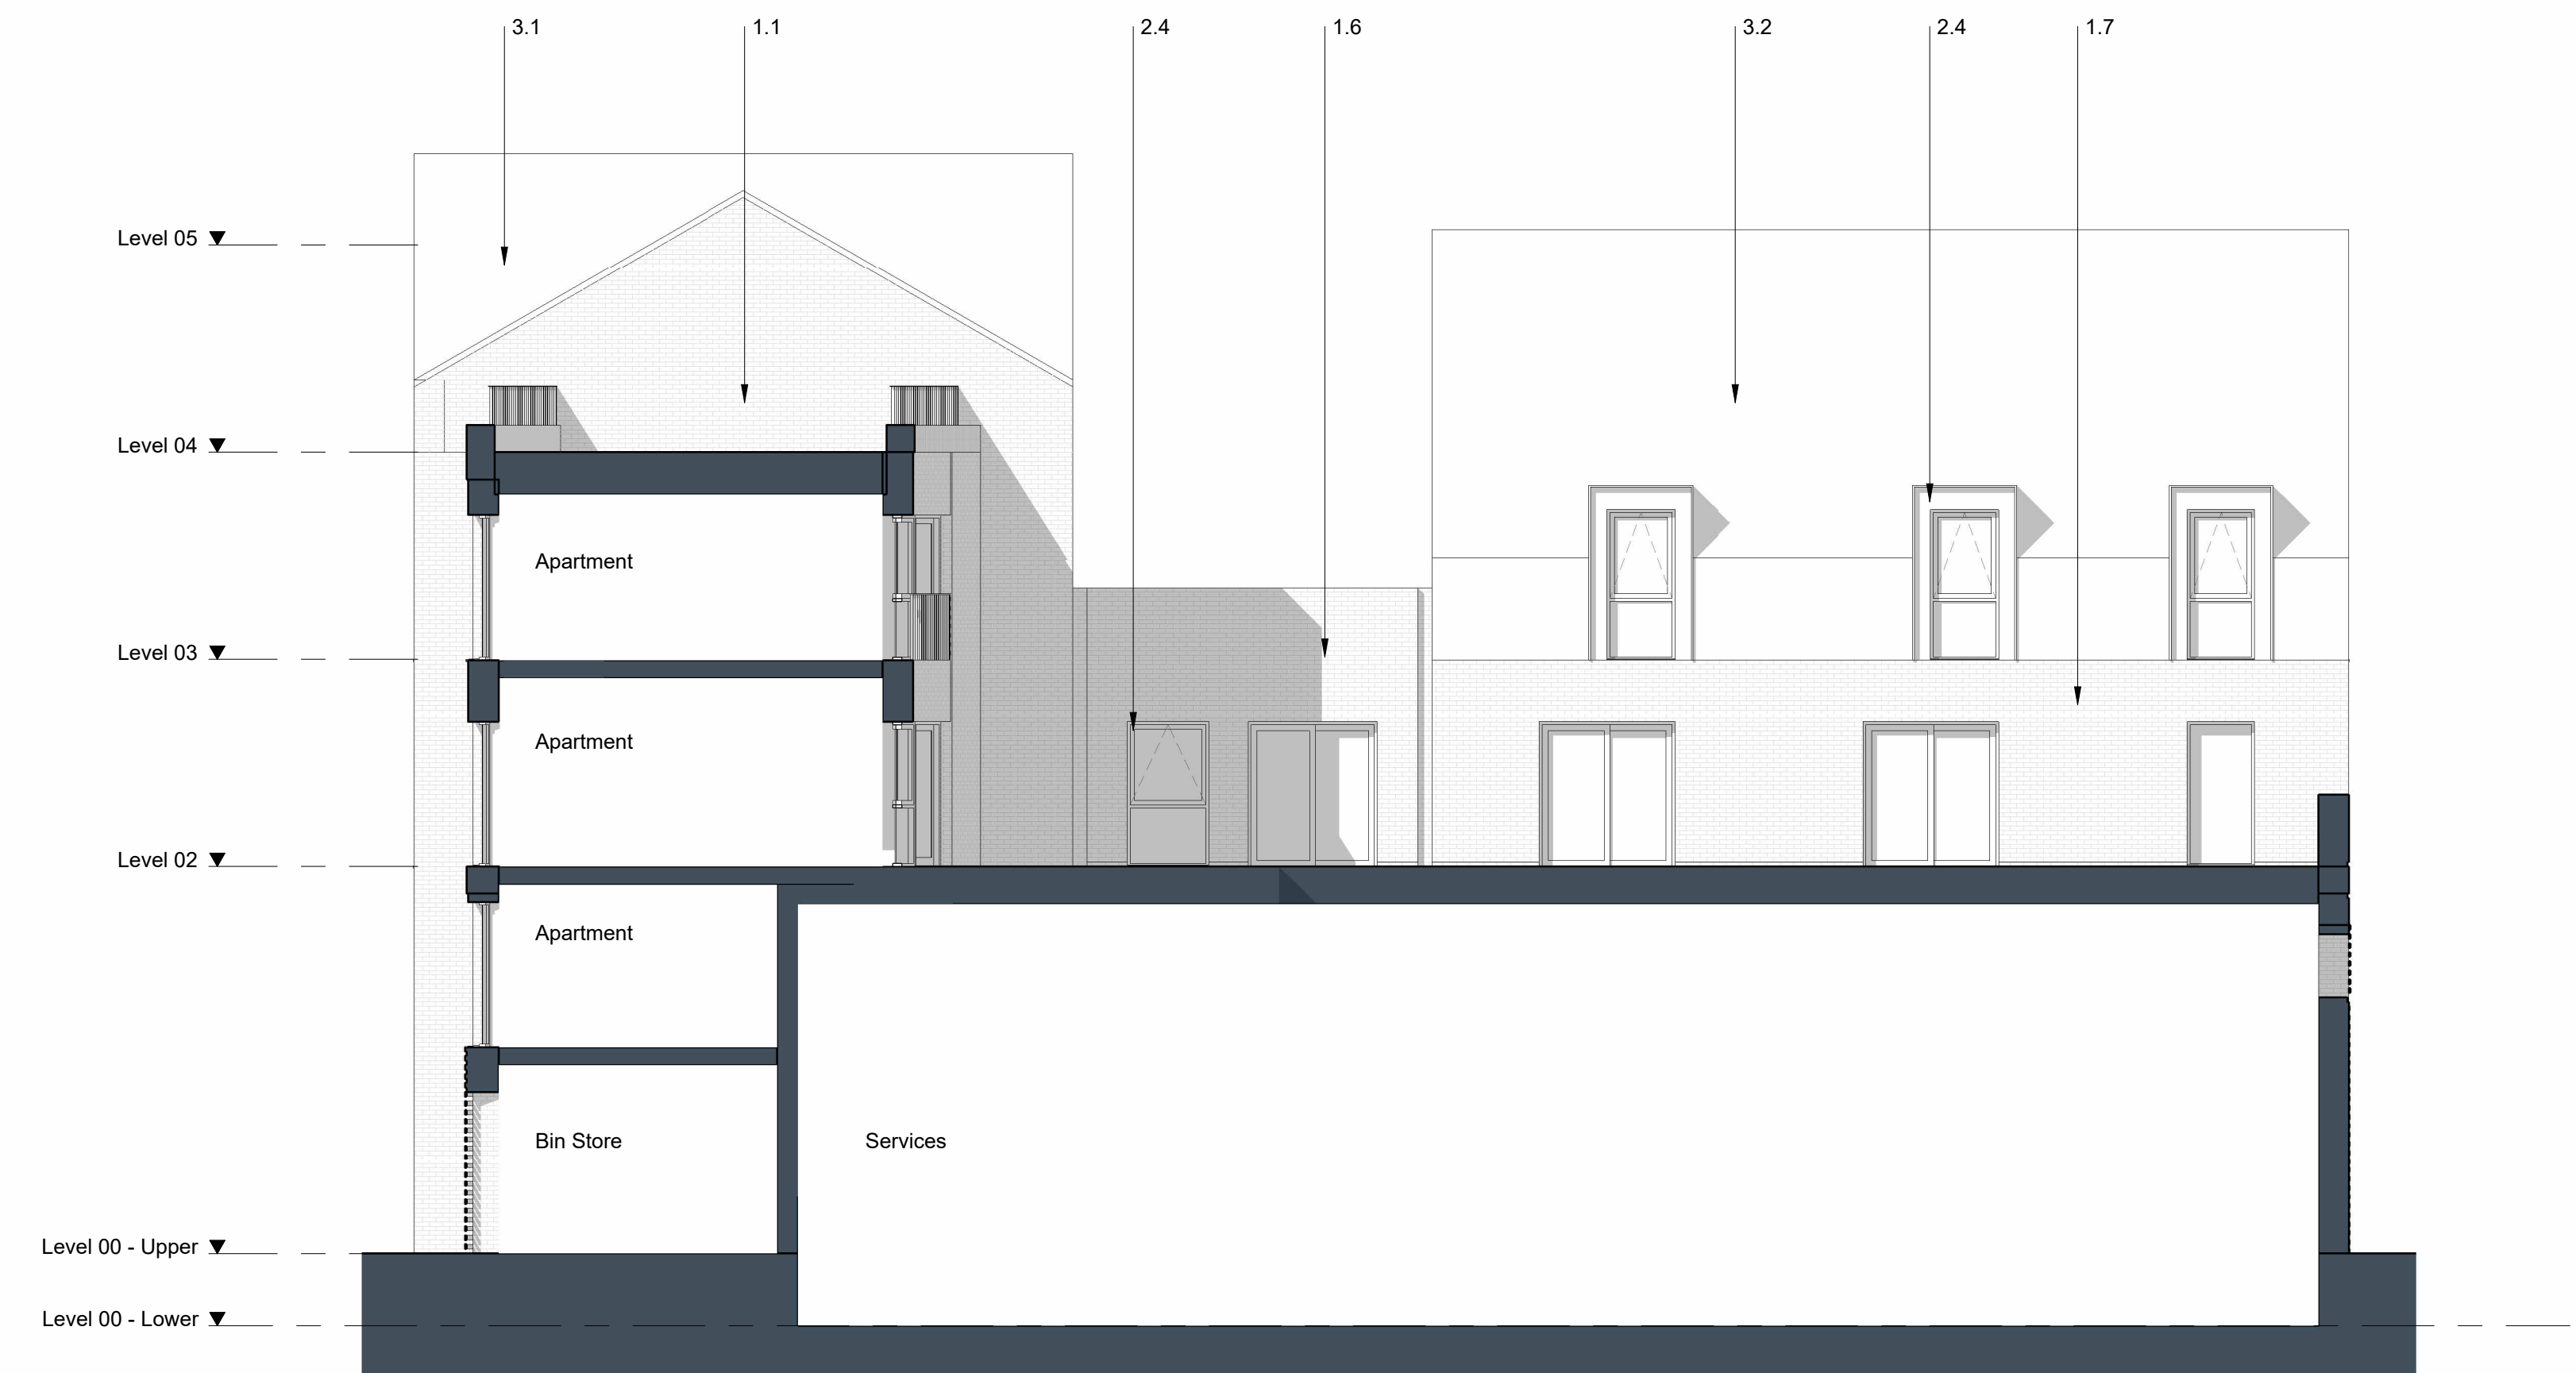 3.1
1.1
2.4
1.6
3.2
2.4
1.7
Level 05
Level 04
Apartment
Level 03
Apartment
Level 02
Apartment
Bin Store
Services
Level 00 - Upper
Level 00 - Lower